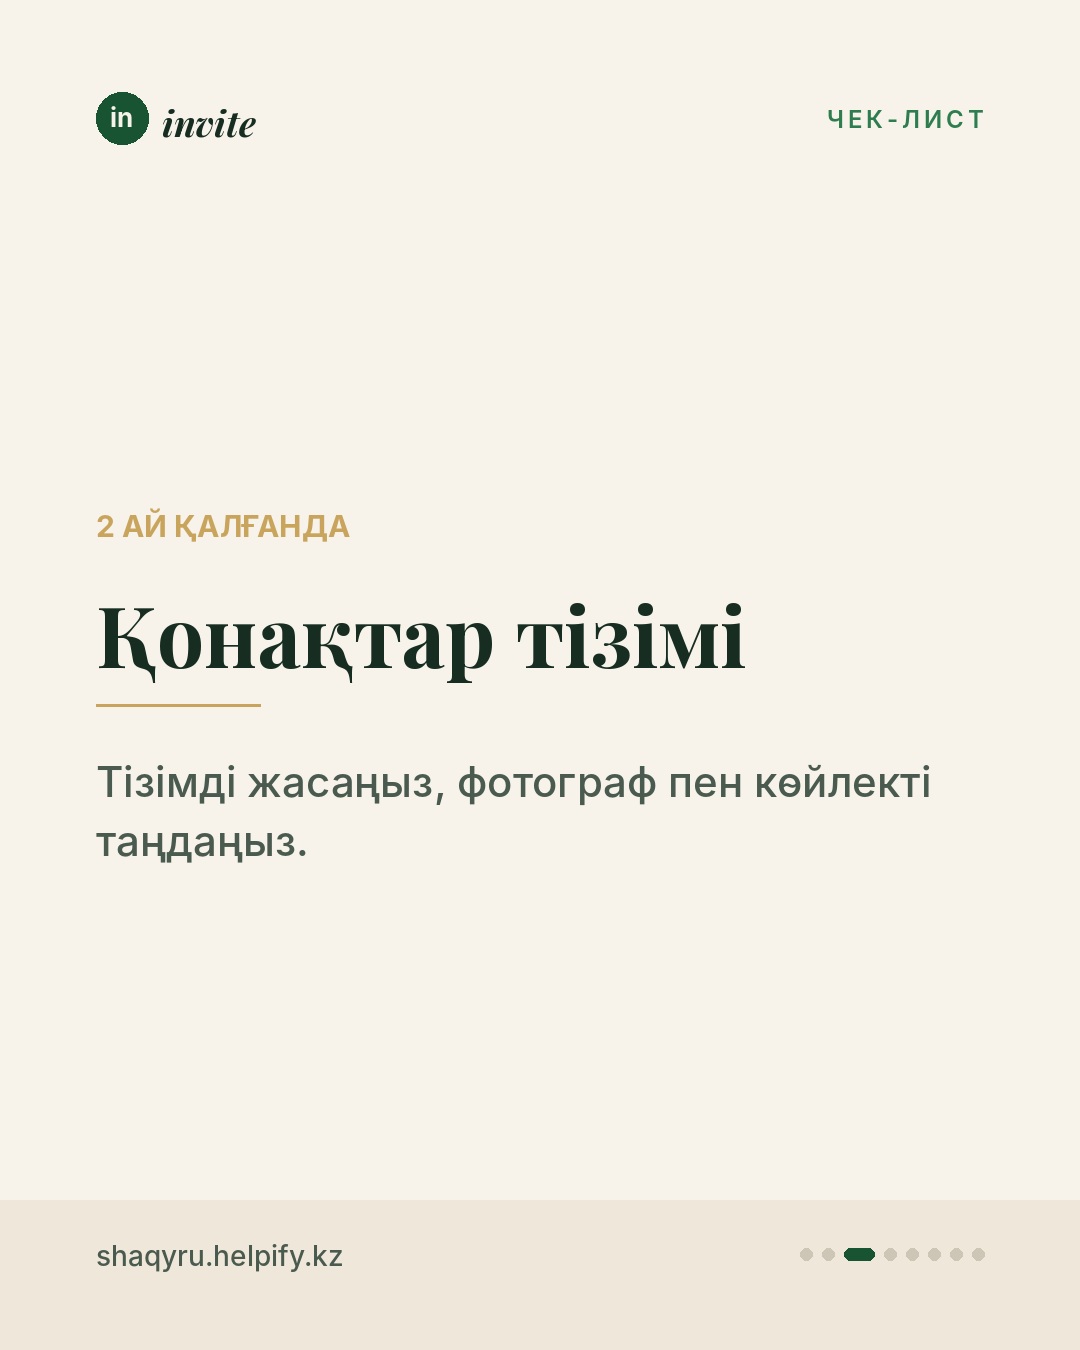 in invite
ЧЕК-ЛИСТ
2 АЙ ҚАЛҒАНДА
Қонақтар тізімі
Тізімді жасаңыз, фотограф пен көйлекті
таңдаңыз.
shaqyru.helpify.kz